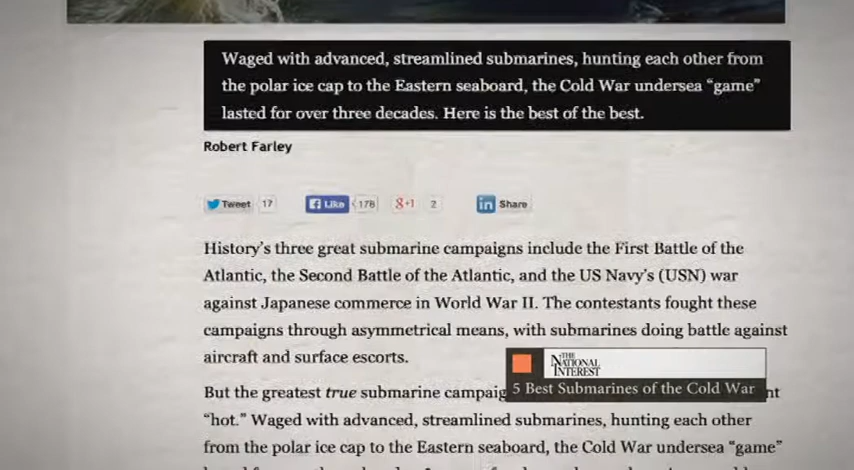 Waged with advanced, streamlined submarines, hunting each other from
the polar ice cap to the Eastern seaboard, the Cold War undersea “game”
lasted for over three decades. Here is the best of the best.
Robert Farley
Tweet 17 Like 178 g+1 2 in Share
History’s three great submarine campaigns include the First Battle of the
Atlantic, the Second Battle of the Atlantic, and the US Navy’s (USN) war
against Japanese commerce in World War II. The contestants fought these
campaigns through asymmetrical means, with submarines doing battle against
aircraft and surface escorts.
THE
NATIONAL
INTEREST
5 Best Submarines of the Cold War
But the greatest true submarine
“hot.” Waged with advanced, streamlined submarines, hunting each other
from the polar ice cap to the Eastern seaboard, the Cold War undersea “game”